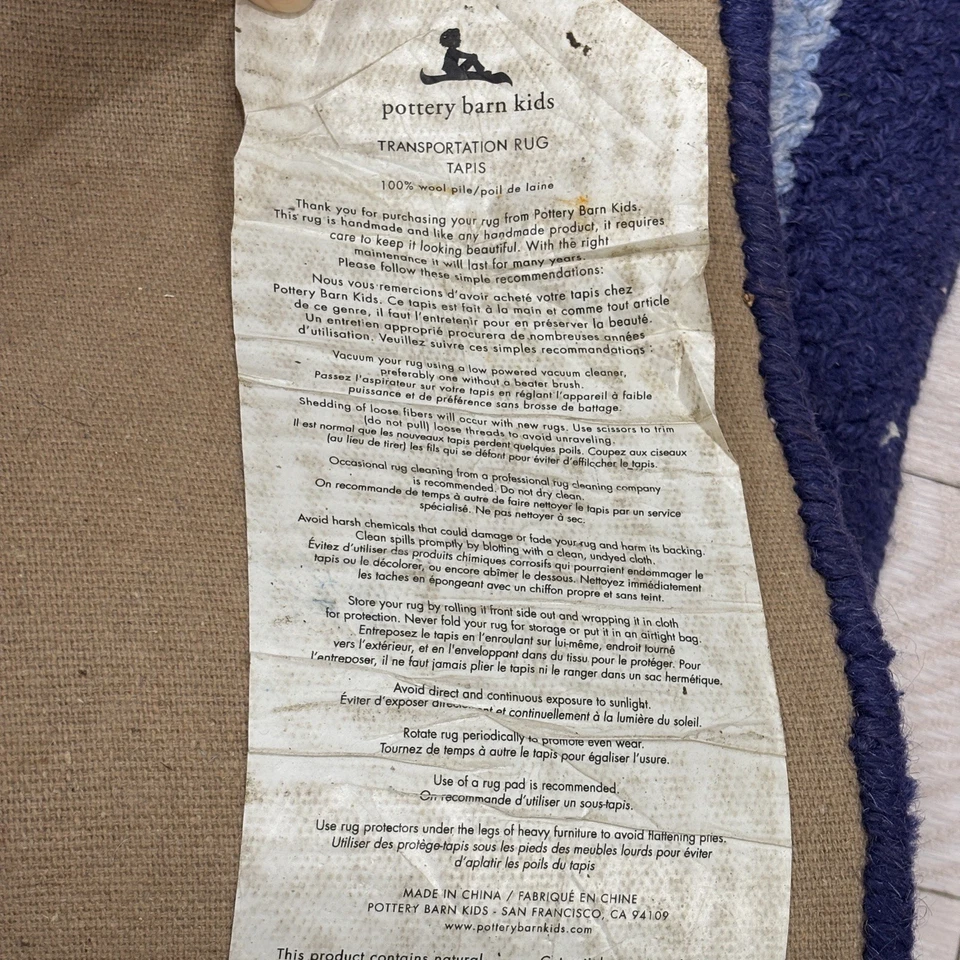 pottery barn kids
TRANSPORTATION RUG
TAPIS
100% wool pile/poil de laine
Thank you for purchasing your rug from Pottery Barn Kids.
This rug is handmade and like any handmade product, it requires
care to keep it looking beautiful. With the right
maintenance it will last for many years.
Please follow these simple recommendations:
Nous vous remercions d'avoir acheté votre tapis chez
Pottery Barn Kids. Ce tapis est fait à la main et comme tout article
de ce genre, il faut l'entretenir pour en préserver la beauté.
Un entretien approprié procurera de nombreuses années
d'utilisation. Veuillez suivre ces simples recommandations :
Vacuum your rug using a low powered vacuum cleaner,
preferably one without a beater brush.
Passez l'aspirateur sur votre tapis en réglant l'appareil à faible
puissance et de préférence sans brosse de battage.
Shedding of loose fibers will occur with new rugs. Use scissors to trim
(do not pull) loose threads to avoid unraveling.
Il est normal que les nouveaux tapis perdent quelques poils. Coupez aux ciseaux
(au lieu de tirer) les fils qui se défont pour éviter d'effilocher le tapis.
Occasional rug cleaning from a professional rug cleaning company
is recommended. Do not dry clean.
On recommande de temps à autre de faire nettoyer le tapis par un service
spécialisé. Ne pas nettoyer à sec.
Avoid harsh chemicals that could damage or fade your rug and harm its backing.
Clean spills promptly by blotting with a clean, undyed cloth.
Évitez d'utiliser des produits chimiques corrosifs qui pourraient endommager le
tapis ou le décolorer, ou encore abîmer le dessous. Nettoyez immédiatement
les taches en épongeant avec un chiffon propre et sans teint.
Store your rug by rolling it front side out and wrapping it in cloth
for protection. Never fold your rug for storage or put it in an airtight bag.
Entreposez le tapis en l'enroulant sur lui-même, endroit tourné
vers l'extérieur, et en l'enveloppant dans du tissu pour le protéger. Pour
l'entreposer, il ne faut jamais plier le tapis ni le ranger dans un sac hermétique.
Avoid direct and continuous exposure to sunlight.
Éviter d'exposer et continuellement à la lumière du soleil.
Rotate rug periodically to promote even wear.
Tournez de temps à autre le tapis pour égaliser l'usure.
Use of a rug pad is recommended.
On recommande d'utiliser un sous-tapis.
Use rug protectors under the legs of heavy furniture to avoid flattening piles.
Utiliser des protège-tapis sous les pieds des meubles lourds pour éviter
d'aplatir les poils du tapis
MADE IN CHINA / FABRIQUÉ EN CHINE
POTTERY BARN KIDS - SAN FRANCISCO, CA 94109
www.potterybarnkids.com
This product contains natural